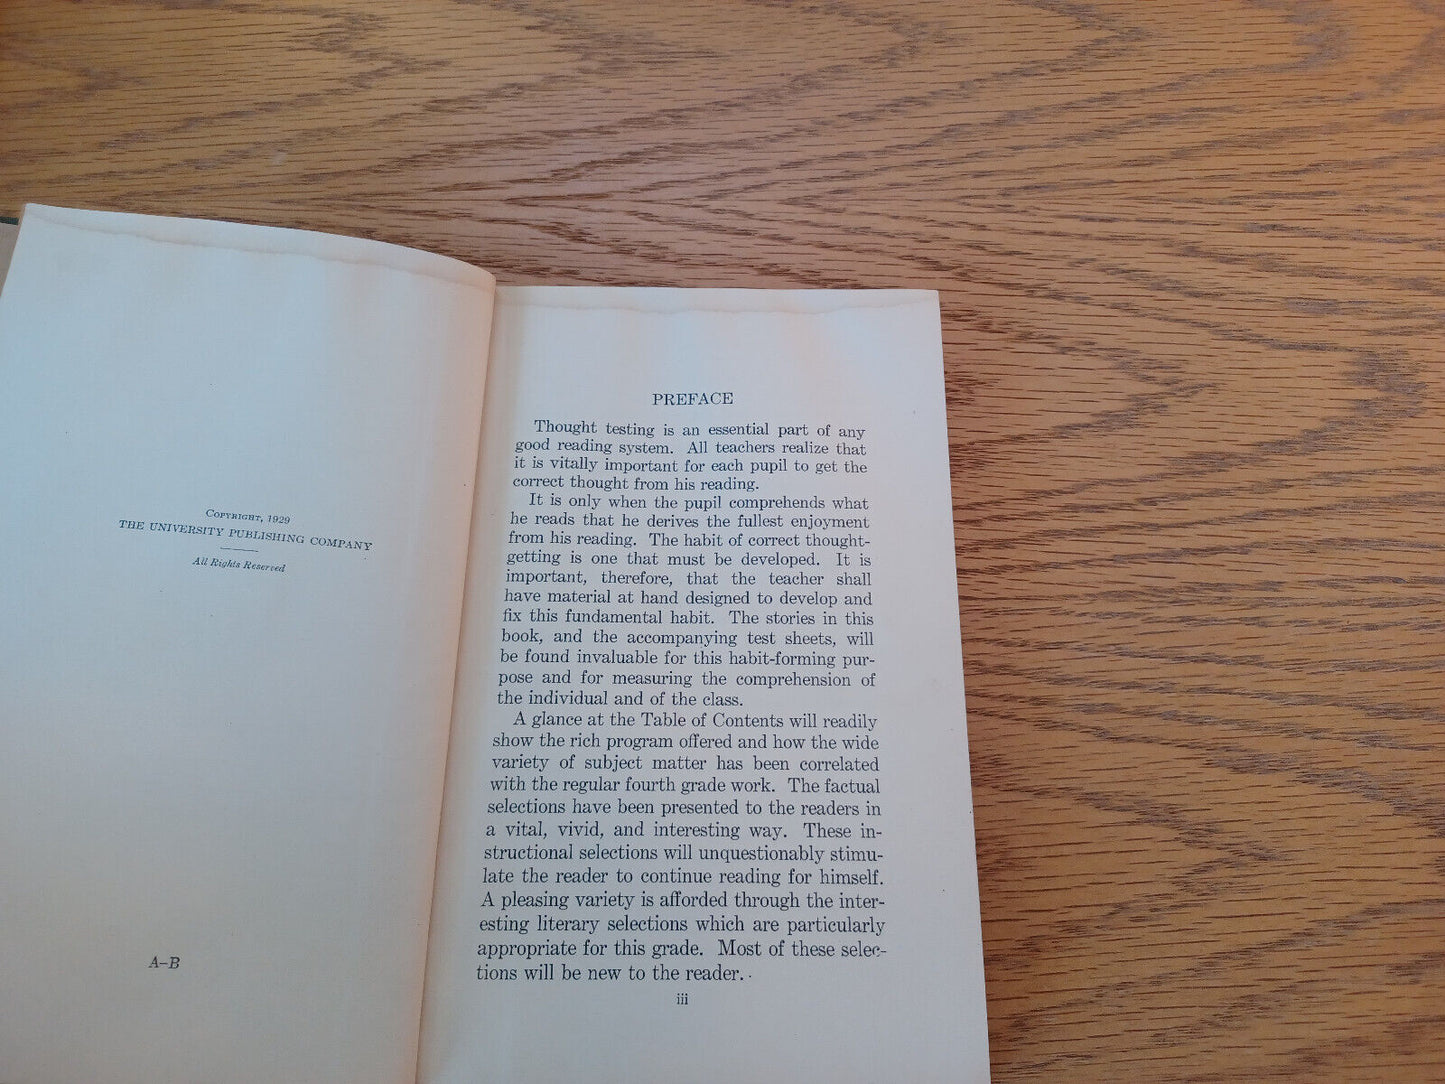 Copyright, 1929
THE UNIVERSITY PUBLISHING COMPANY
All Rights Reserved
A–B
PREFACE
Thought testing is an essential part of any
good reading system. All teachers realize that
it is vitally important for each pupil to get the
correct thought from his reading.
It is only when the pupil comprehends what
he reads that he derives the fullest enjoyment
from his reading. The habit of correct thought-
getting is one that must be developed. It is
important, therefore, that the teacher shall
have material at hand designed to develop and
fix this fundamental habit. The stories in this
book, and the accompanying test sheets, will
be found invaluable for this habit-forming pur-
pose and for measuring the comprehension of
the individual and of the class.
A glance at the Table of Contents will readily
show the rich program offered and how the wide
variety of subject matter has been correlated
with the regular fourth grade work. The factual
selections have been presented to the readers in
a vital, vivid, and interesting way. These in-
structional selections will unquestionably stimu-
late the reader to continue reading for himself.
A pleasing variety is afforded through the inter-
esting literary selections which are particularly
appropriate for this grade. Most of these selec-
tions will be new to the reader.
iii